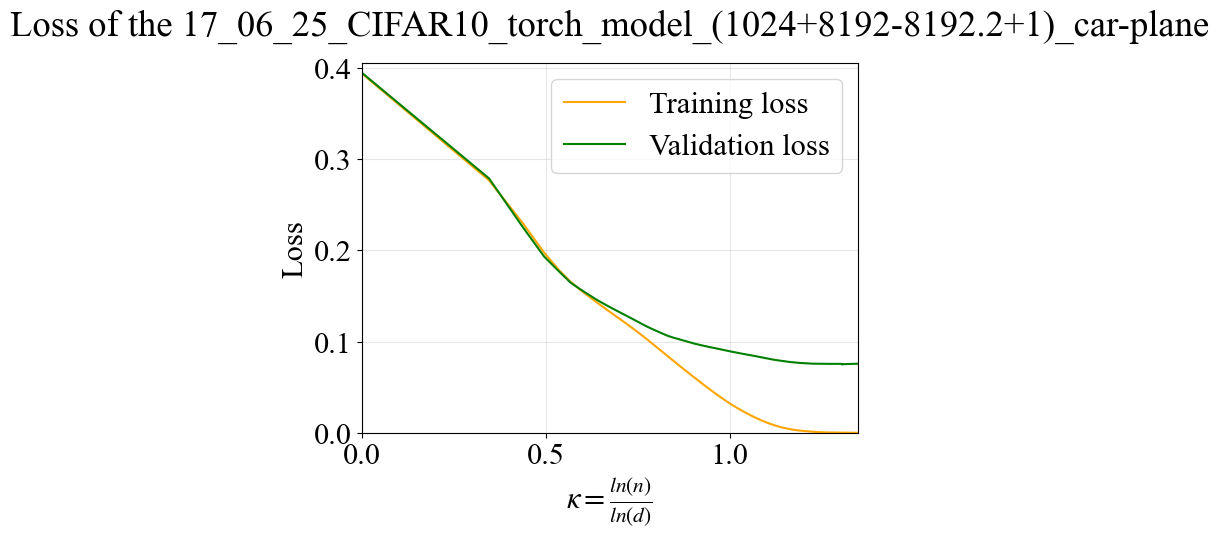 Loss of the 17_06_25_CIFAR10_torch_model_(1024+8192-8192.2+1)_car-plane
0.4
Training loss
Validation loss
0.3
Loss
0.2
0.1
0.0
0.0 0.5 1.0
κ = ln(n)/ln(d)